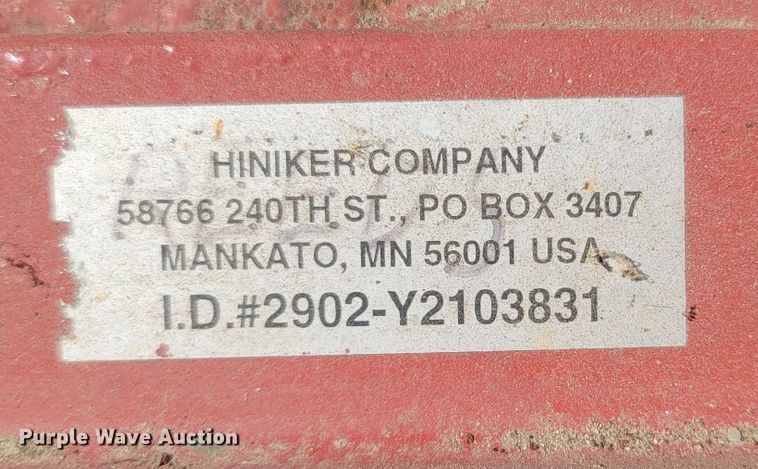 HINIKER COMPANY
58766 240TH ST., PO BOX 3407
MANKATO, MN 56001 USA
I.D.#2902-Y2103831
Purple Wave Auction